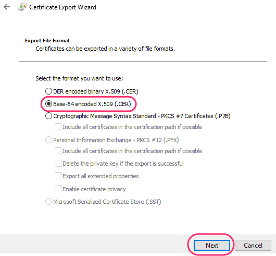 Certificate Export Wizard
Export File Format
Certificates can be exported in a variety of file formats.
Select the format you want to use:
DER encoded binary X.509 (.CER)
Base-64 encoded X.509 (.CER)
Cryptographic Message Syntax Standard - PKCS #7 Certificates (.P7B)
Include all certificates in the certification path if possible
Personal Information Exchange - PKCS #12 (.PFX)
Include all certificates in the certification path if possible
Delete the private key if the export is successful
Export all extended properties
Enable certificate privacy
Microsoft Serialized Certificate Store (.SST)
Next
Cancel